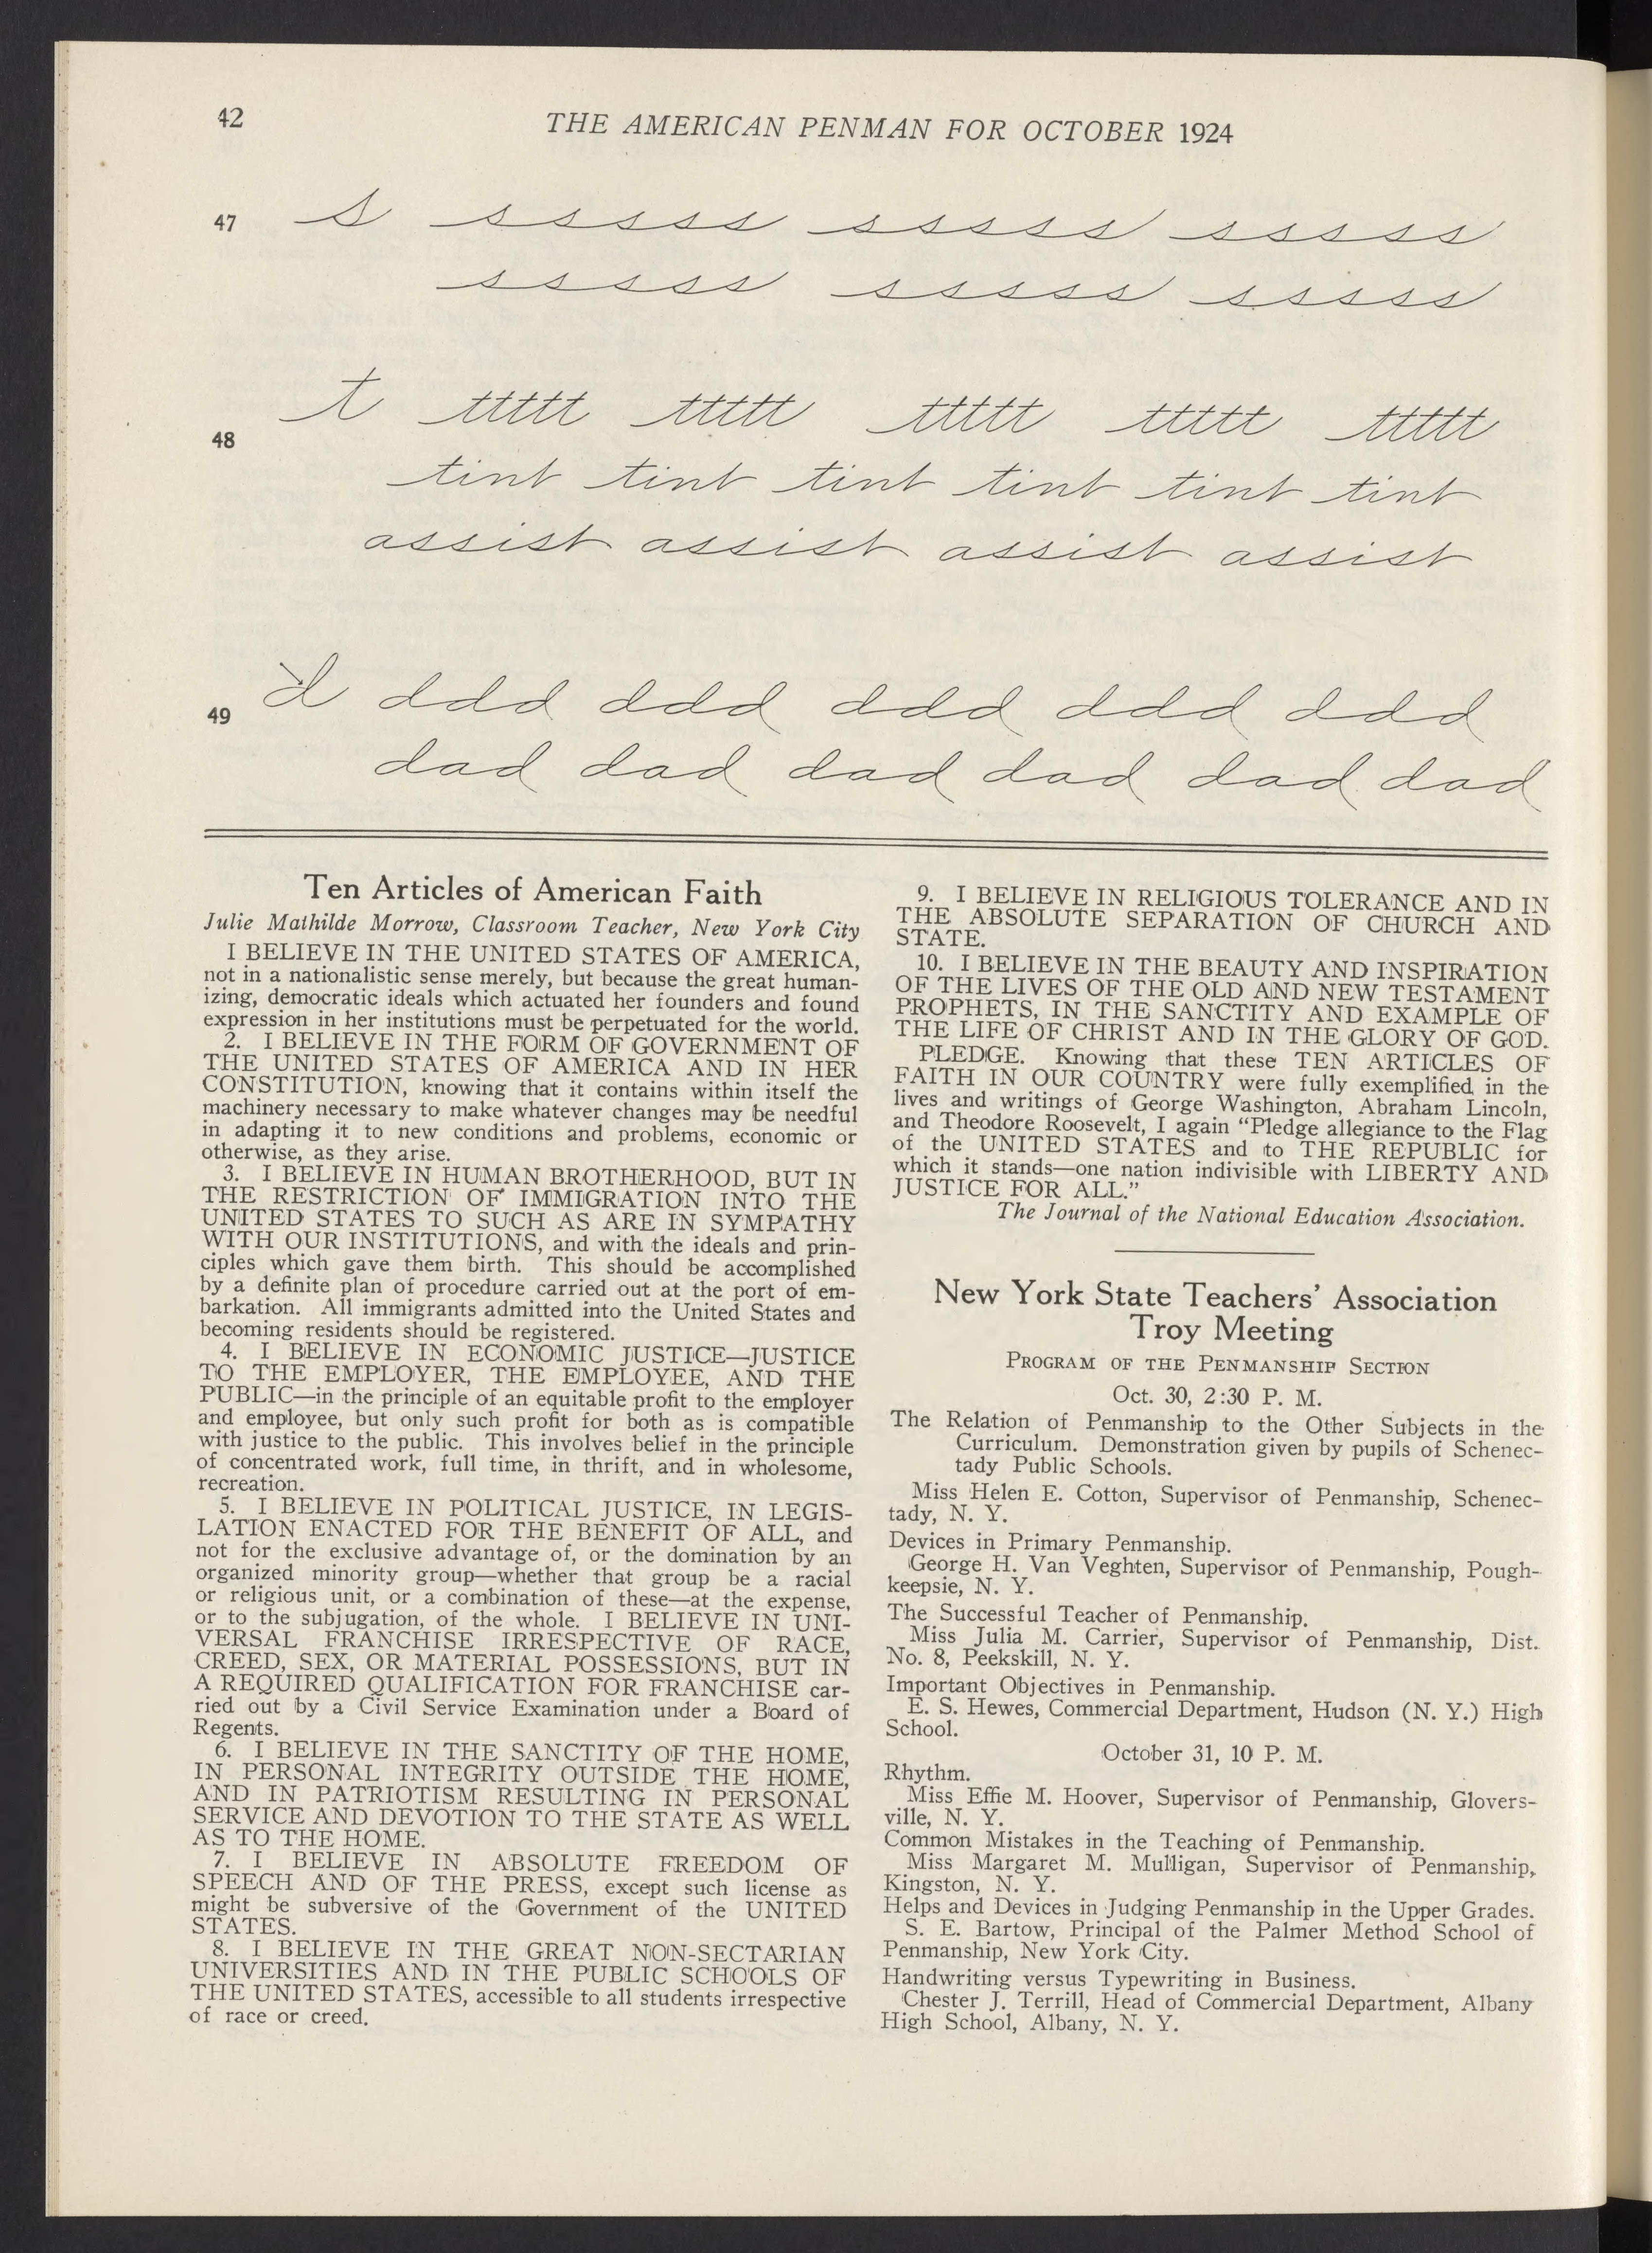 42
THE AMERICAN PENMAN FOR OCTOBER 1924
47
s sssss sssss sssss
sssss sssss sssss
48
t ttttt ttttt ttttt ttttt ttttt
tint tint tint tint tint tint
assist assist assist assist
49
d ddd ddd ddd ddd ddd
dad dad dad dad dad dad
Ten Articles of American Faith
Julie Mathilde Morrow, Classroom Teacher, New York City
I BELIEVE IN THE UNITED STATES OF AMERICA,
not in a nationalistic sense merely, but because the great human-
izing, democratic ideals which actuated her founders and found
expression in her institutions must be perpetuated for the world.
2. I BELIEVE IN THE FORM OF GOVERNMENT OF
THE UNITED STATES OF AMERICA AND IN HER
CONSTITUTION, knowing that it contains within itself the
machinery necessary to make whatever changes may be needful
in adapting it to new conditions and problems, economic or
otherwise, as they arise.
3. I BELIEVE IN HUMAN BROTHERHOOD, BUT IN
THE RESTRICTION OF IMMIGRATION INTO THE
UNITED STATES TO SUCH AS ARE IN SYMPATHY
WITH OUR INSTITUTIONS, and with the ideals and prin-
ciples which gave them birth. This should be accomplished
by a definite plan of procedure carried out at the port of em-
barkation. All immigrants admitted into the United States and
becoming residents should be registered.
4. I BELIEVE IN ECONOMIC JUSTICE—JUSTICE
TO THE EMPLOYER, THE EMPLOYEE, AND THE
PUBLIC—in the principle of an equitable profit to the employer
and employee, but only such profit for both as is compatible
with justice to the public. This involves belief in the principle
of concentrated work, full time, in thrift, and in wholesome,
recreation.
5. I BELIEVE IN POLITICAL JUSTICE, IN LEGIS-
LATION ENACTED FOR THE BENEFIT OF ALL, and
not for the exclusive advantage of, or the domination by an
organized minority group—whether that group be a racial
or religious unit, or a combination of these—at the expense,
or to the subjugation, of the whole. I BELIEVE IN UNI-
VERSAL FRANCHISE IRRESPECTIVE OF RACE,
CREED, SEX, OR MATERIAL POSSESSIONS, BUT IN
A REQUIRED QUALIFICATION FOR FRANCHISE car-
ried out by a Civil Service Examination under a Board of
Regents.
6. I BELIEVE IN THE SANCTITY OF THE HOME,
IN PERSONAL INTEGRITY OUTSIDE THE HOME,
AND IN PATRIOTISM RESULTING IN PERSONAL
SERVICE AND DEVOTION TO THE STATE AS WELL
AS TO THE HOME.
7. I BELIEVE IN ABSOLUTE FREEDOM OF
SPEECH AND OF THE PRESS, except such license as
might be subversive of the Government of the UNITED
STATES.
8. I BELIEVE IN THE GREAT NON-SECTARIAN
UNIVERSITIES AND IN THE PUBLIC SCHOOLS OF
THE UNITED STATES, accessible to all students irrespective
of race or creed.
9. I BELIEVE IN RELIGIOUS TOLERANCE AND IN
THE ABSOLUTE SEPARATION OF CHURCH AND
STATE.
10. I BELIEVE IN THE BEAUTY AND INSPIRATION
OF THE LIVES OF THE OLD AND NEW TESTAMENT
PROPHETS, IN THE SANCTITY AND EXAMPLE OF
THE LIFE OF CHRIST AND IN THE GLORY OF GOD.
PLEDGE. Knowing that these TEN ARTICLES OF
FAITH IN OUR COUNTRY were fully exemplified in the
lives and writings of George Washington, Abraham Lincoln,
and Theodore Roosevelt, I again "Pledge allegiance to the Flag
of the UNITED STATES and to THE REPUBLIC for
which it stands—one nation indivisible with LIBERTY AND
JUSTICE FOR ALL."
The Journal of the National Education Association.
New York State Teachers' Association
Troy Meeting
PROGRAM OF THE PENMANSHIP SECTION
Oct. 30, 2:30 P. M.
The Relation of Penmanship to the Other Subjects in the
Curriculum. Demonstration given by pupils of Schenec-
tady Public Schools.
Miss Helen E. Cotton, Supervisor of Penmanship, Schenec-
tady, N. Y.
Devices in Primary Penmanship.
George H. Van Veghten, Supervisor of Penmanship, Pough-
keepsie, N. Y.
The Successful Teacher of Penmanship.
Miss Julia M. Carrier, Supervisor of Penmanship, Dist.
No. 8, Peekskill, N. Y.
Important Objectives in Penmanship.
E. S. Hewes, Commercial Department, Hudson (N. Y.) High
School.
October 31, 10 P. M.
Rhythm.
Miss Effie M. Hoover, Supervisor of Penmanship, Glovers-
ville, N. Y.
Common Mistakes in the Teaching of Penmanship.
Miss Margaret M. Mulligan, Supervisor of Penmanship,
Kingston, N. Y.
Helps and Devices in Judging Penmanship in the Upper Grades.
S. E. Bartow, Principal of the Palmer Method School of
Penmanship, New York City.
Handwriting versus Typewriting in Business.
Chester J. Terrill, Head of Commercial Department, Albany
High School, Albany, N. Y.